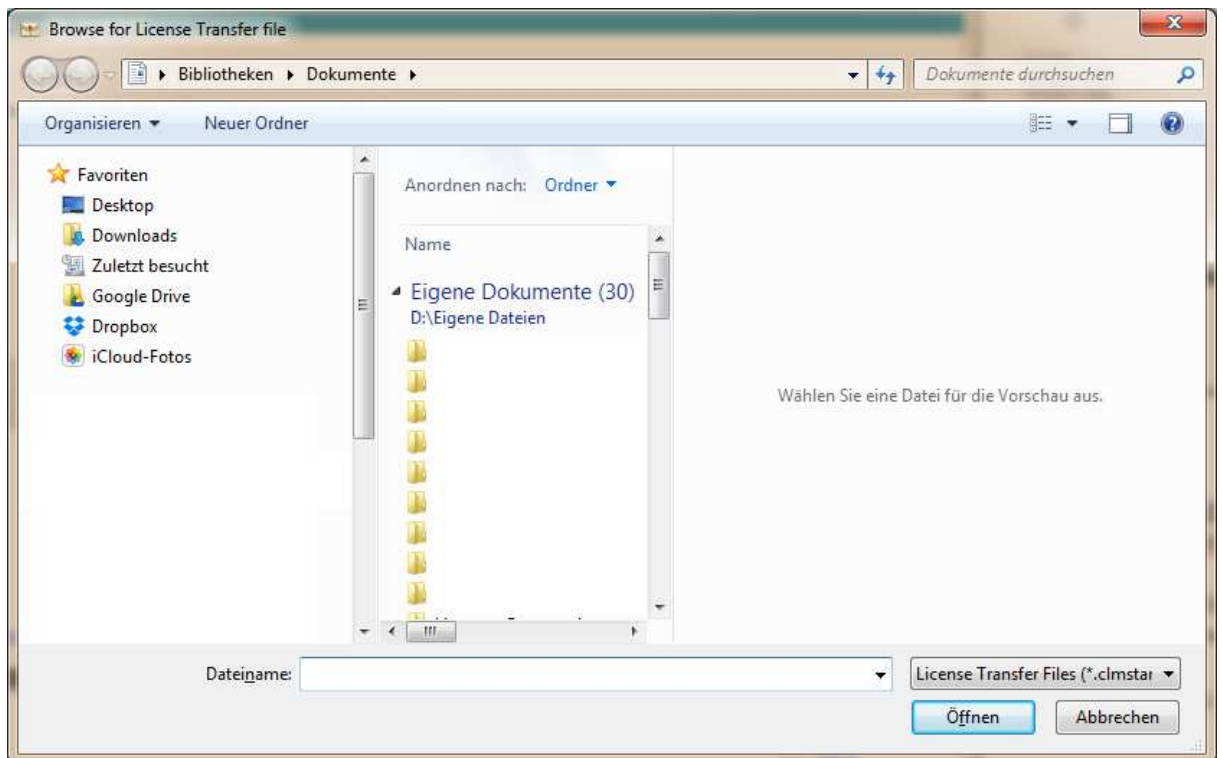 Browse for License Transfer file
Bibliotheken Dokumente
Dokumente durchsuchen
Organisieren Neuer Ordner
Favoriten
Desktop
Downloads
Zuletzt besucht
Google Drive
Dropbox
iCloud-Fotos
Anordnen nach: Ordner
Name
Eigene Dokumente (30)
D:\Eigene Dateien
Wählen Sie eine Datei für die Vorschau aus.
Dateiname:
License Transfer Files (*.clmstar
Öffnen Abbrechen